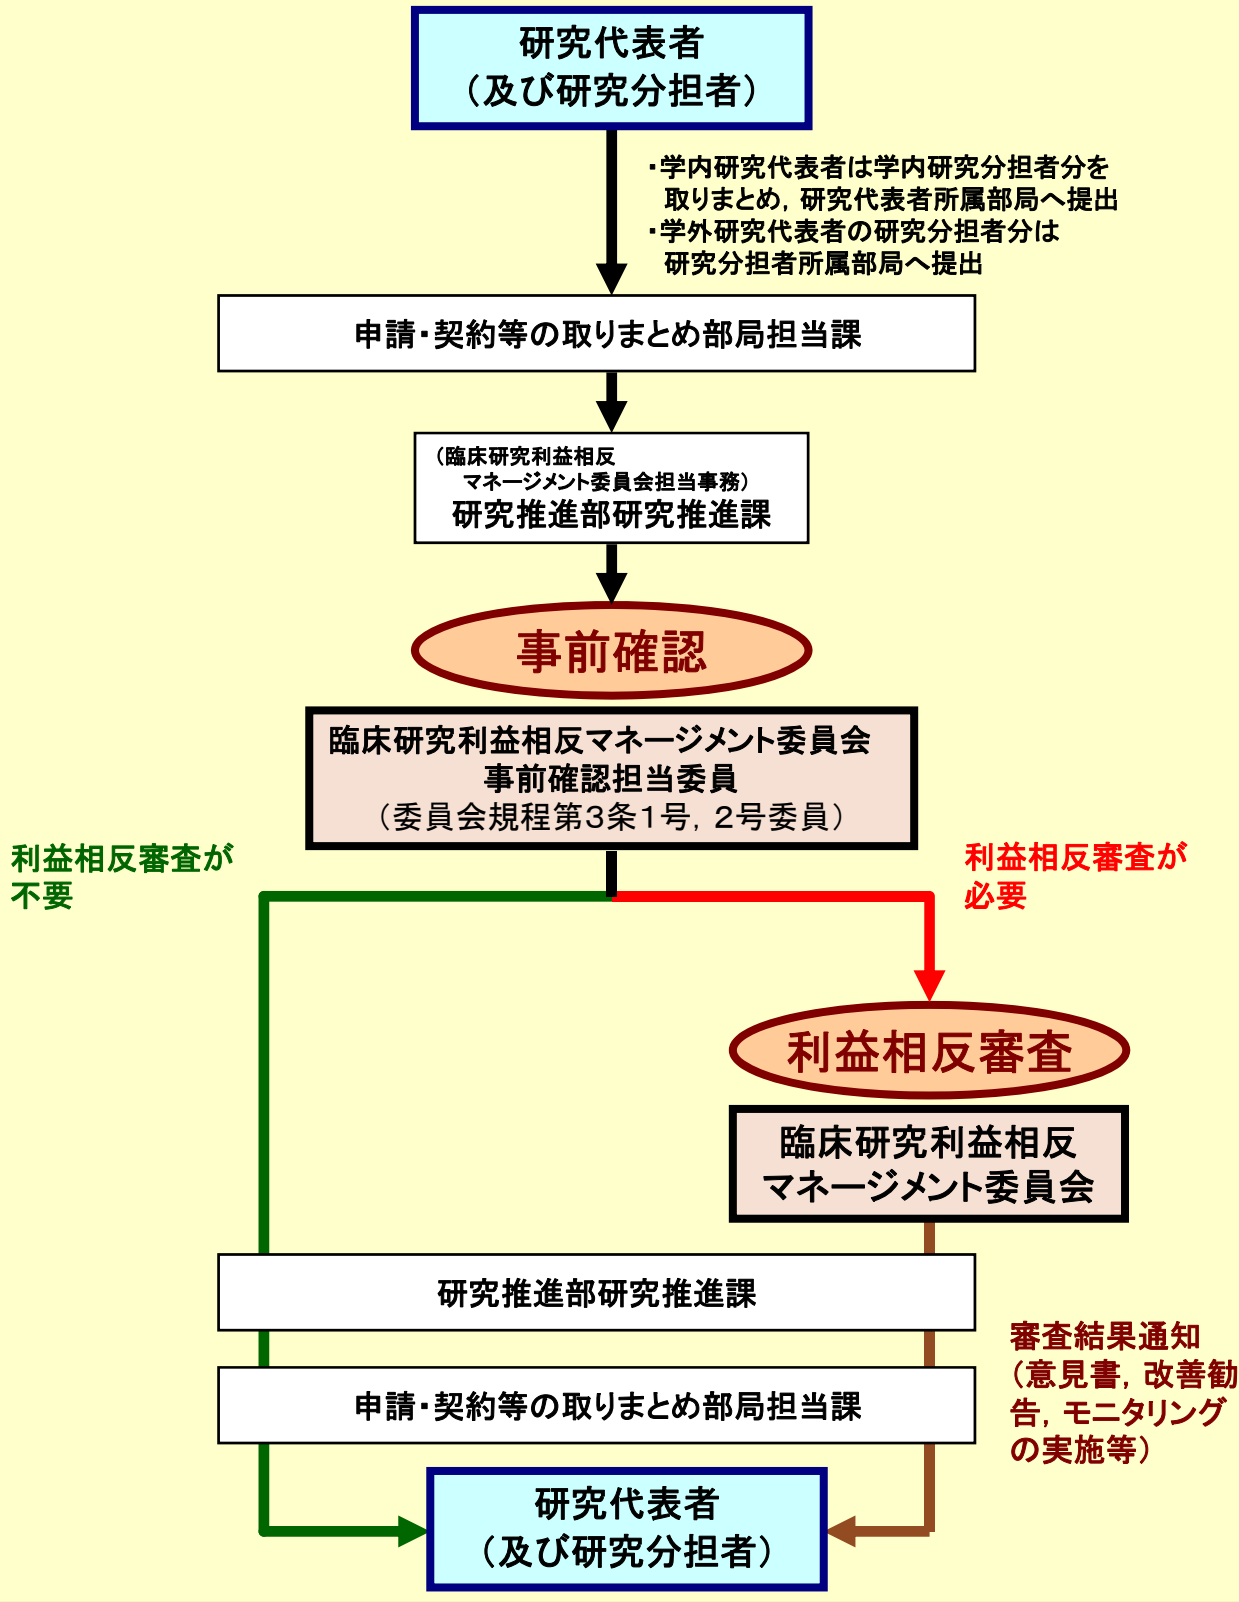 研究代表者
（及び研究分担者）
・学内研究代表者は学内研究分担者分を
取りまとめ，研究代表者所属部局へ提出
・学外研究代表者の研究分担者分は
研究分担者所属部局へ提出
申請・契約等の取りまとめ部局担当課
（臨床研究利益相反
マネージメント委員会担当事務）
研究推進部研究推進課
事前確認
臨床研究利益相反マネージメント委員会
事前確認担当委員
（委員会規程第３条１号，２号委員）
利益相反審査が
不要
利益相反審査が
必要
利益相反審査
臨床研究利益相反
マネージメント委員会
研究推進部研究推進課
審査結果通知
（意見書，改善勧
告，モニタリング
の実施等）
申請・契約等の取りまとめ部局担当課
研究代表者
（及び研究分担者）